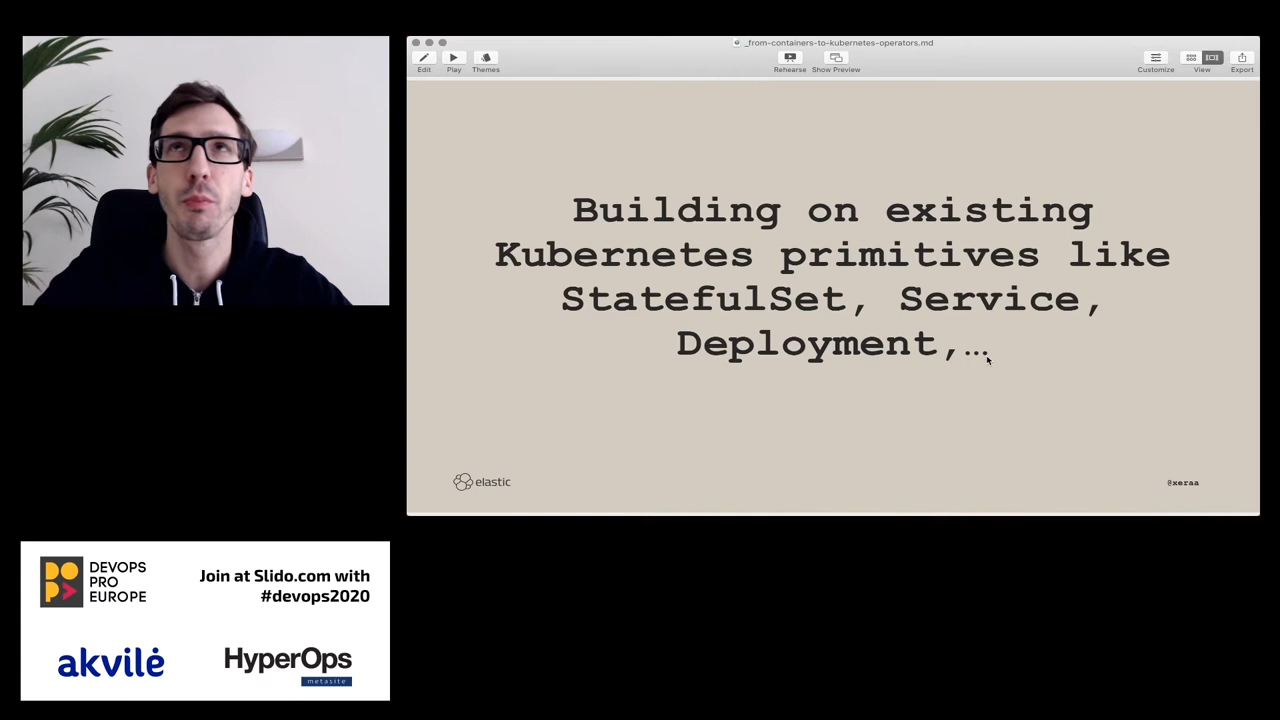 _from-containers-to-kubernetes-operators.md
Edit
Play
Themes
Rehearse
Show Preview
Customize
View
Export
Building on existing
Kubernetes primitives like
StatefulSet, Service,
Deployment,…
elastic
@xeraa
DEVOPS
PRO
EUROPE
Join at Slido.com with
#devops2020
akvilė
HyperOps
metasite